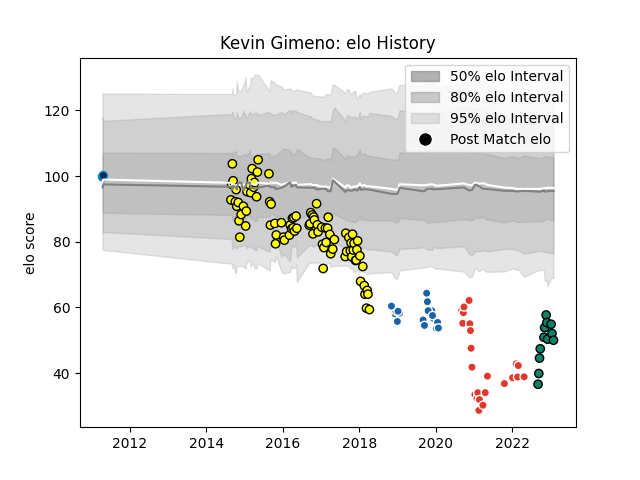 Kevin Gimeno: elo History
50% elo Interval
80% elo Interval
95% elo Interval
Post Match elo
elo score
120
100
80
60
40
2012
2014
2016
2018
2020
2022